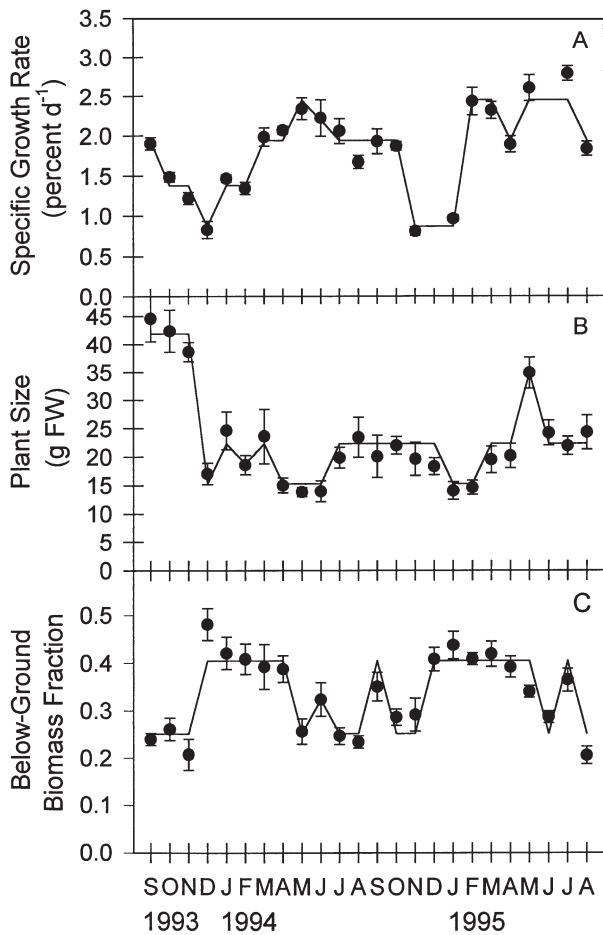 3.5
3.0
2.5
2.0
1.5
1.0
0.5
0.0
Specific Growth Rate
(percent d⁻¹)
A
45
40
35
30
25
20
15
10
5
0
Plant Size
(g FW)
B
0.5
0.4
0.3
0.2
0.1
0.0
Below-Ground
Biomass Fraction
C
S O N D J F M A M J J A S O N D J F M A M J J A
1993 1994 1995